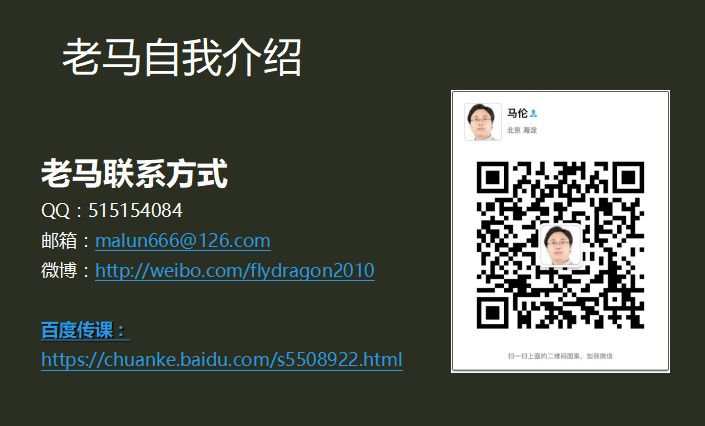 老马自我介绍
老马联系方式
QQ：515154084
邮箱：malun666@126.com
微博：http://weibo.com/flydragon2010
百度传课：
https://chuanke.baidu.com/s5508922.html
马伦
北京 海淀
扫一扫上面的二维码图案，加我微信